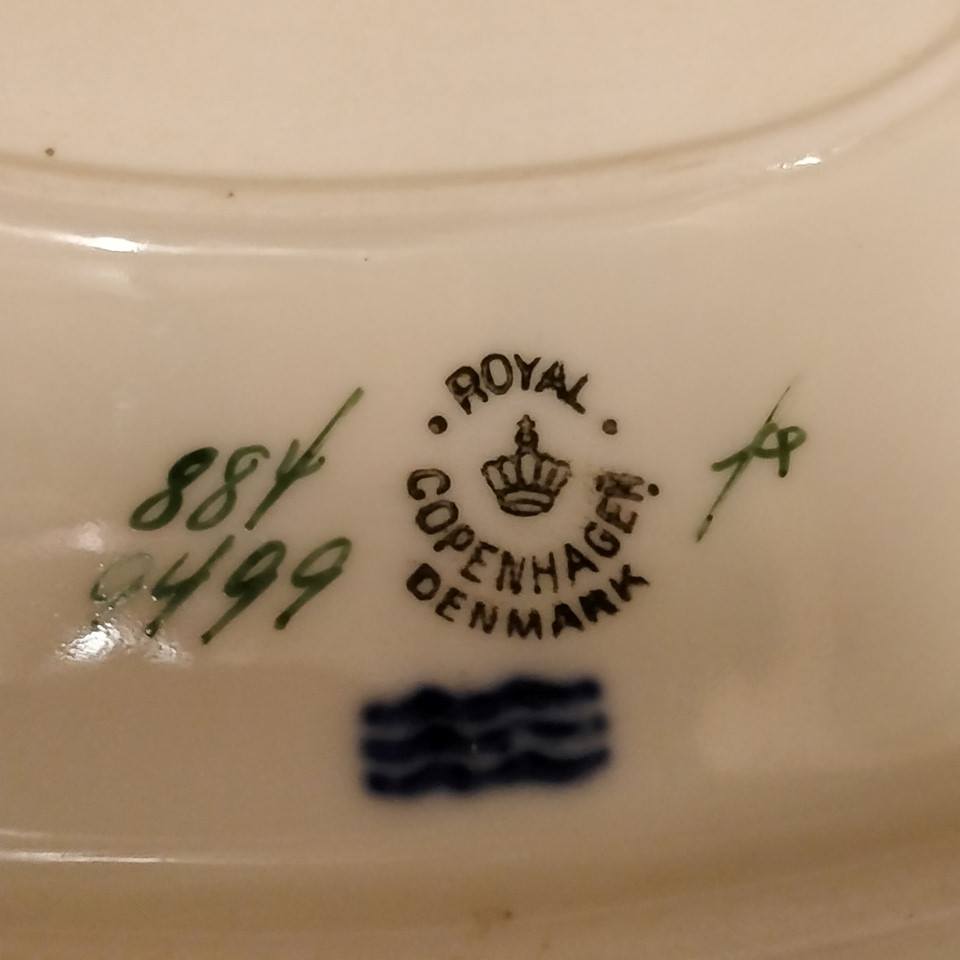 884
9499
ROYAL
COPENHAGEN
DENMARK